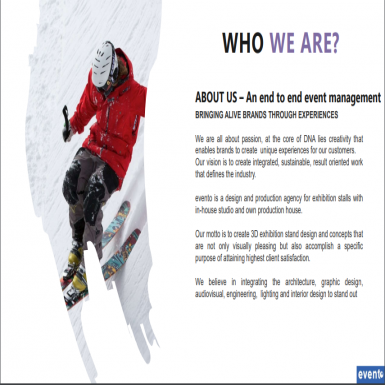 WHO WE ARE?
ABOUT US – An end to end event management
BRINGING ALIVE BRANDS THROUGH EXPERIENCES
We are all about passion, at the core of DNA lies creativity that
enables brands to create unique experiences for our customers.
Our vision is to create integrated, sustainable, result oriented work
that defines the industry.
evento is a design and production agency for exhibition stalls with
in-house studio and own production house.
Our motto is to create 3D exhibition stand design and concepts that
are not only visually pleasing but also accomplish a specific
purpose of attaining highest client satisfaction.
We believe in integrating the architecture, graphic design,
audiovisual, engineering, lighting and interior design to stand out
evento